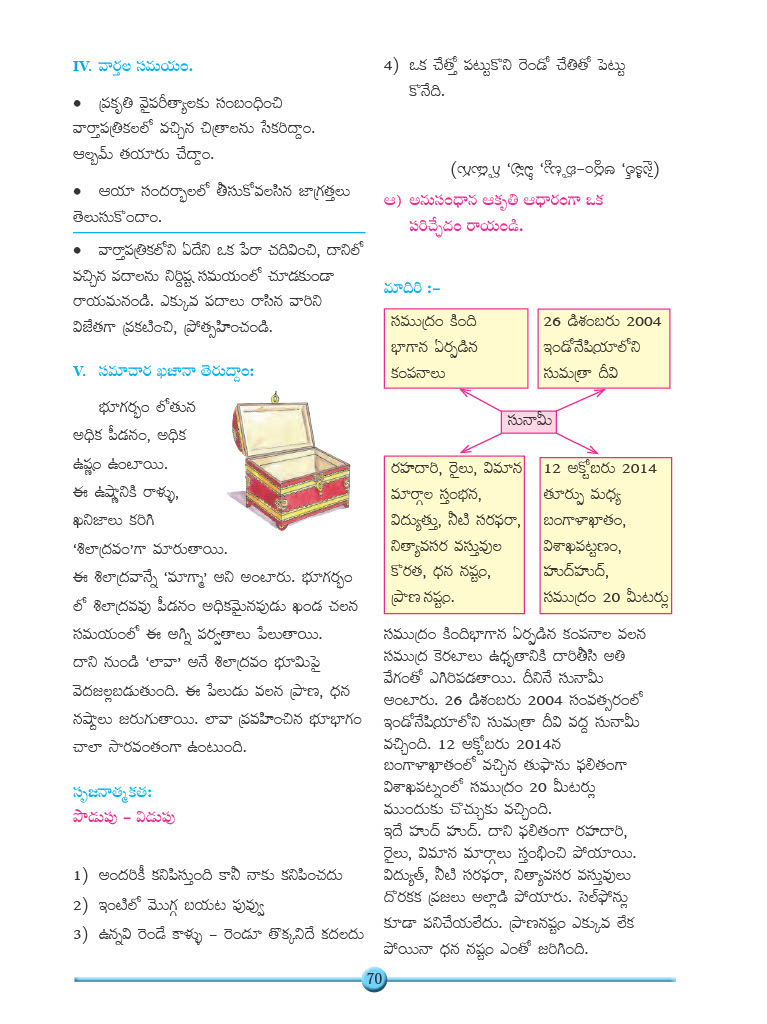 IV. వార్తల సమయం.
• ప్రకృతి వైపరీత్యాలకు సంబంధించి
వార్తాపత్రికలలో వచ్చిన చిత్రాలను సేకరిద్దాం.
ఆల్బమ్ తయారు చేద్దాం.
• ఆయా సందర్భాలలో తీసుకోవలసిన జాగ్రత్తలు
తెలుసుకొందాం.
• వార్తాపత్రికలోని ఏదేని ఒక పేరా చదివించి, దానిలో
వచ్చిన పదాలను నిర్దిష్ట సమయంలో చూడకుండా
రాయమనండి. ఎక్కువ పదాలు రాసిన వారిని
విజేతగా ప్రకటించి, ప్రోత్సహించండి.
V. సమాచార ఖజానా తెరుద్దాం:
భూగర్భం లోతున
అధిక పీడనం, అధిక
ఉష్ణం ఉంటాయి.
ఈ ఉష్ణానికి రాళ్ళు,
ఖనిజాలు కరిగి
‘శిలాద్రవం’గా మారుతాయి.
ఈ శిలాద్రవాన్నే ‘మాగ్మా’ అని అంటారు. భూగర్భం
లో శిలాద్రవపు పీడనం అధికమైనపుడు ఖండ చలన
సమయంలో ఈ అగ్ని పర్వతాలు పేలుతాయి.
దాని నుండి ‘లావా’ అనే శిలాద్రవం భూమిపై
వెదజల్లబడుతుంది. ఈ పేలుడు వలన ప్రాణ, ధన
నష్టాలు జరుగుతాయి. లావా ప్రవహించిన భూభాగం
చాలా సారవంతంగా ఉంటుంది.
సృజనాత్మకత:
పొడుపు – విడుపు
1) అందరికీ కనిపిస్తుంది కానీ నాకు కనిపించదు
2) ఇంటిలో మొగ్గ బయట పువ్వు
3) ఉన్నవి రెండే కాళ్ళు – రెండూ తొక్కనిదే కదలదు
4) ఒక చేత్తో పట్టుకొని రెండో చేతితో పెట్టు
కొనేది.
ఆ) అనుసంధాన ఆకృతి ఆధారంగా ఒక
పరిచ్ఛేదం రాయండి.
మాదిరి :–
సముద్రం కింది
భాగాన ఏర్పడిన
కంపనాలు
26 డిశంబరు 2004
ఇండోనేషియాలోని
సుమత్రా దీవి
సునామీ
రహదారి, రైలు, విమాన
మార్గాల స్తంభన,
విద్యుత్తు, నీటి సరఫరా,
నిత్యావసర వస్తువుల
కొరత, ధన నష్టం,
ప్రాణ నష్టం.
12 అక్టోబరు 2014
తూర్పు మధ్య
బంగాళాఖాతం,
విశాఖపట్టణం,
హుద్‌హుద్,
సముద్రం 20 మీటర్లు
సముద్రం కిందిభాగాన ఏర్పడిన కంపనాల వలన
సముద్ర కెరటాలు ఉధృతానికి దారితీసి అతి
వేగంతో ఎగిరిపడతాయి. దీనినే సునామీ
అంటారు. 26 డిశంబరు 2004 సంవత్సరంలో
ఇండోనేషియాలోని సుమత్రా దీవి వద్ద సునామీ
వచ్చింది. 12 అక్టోబరు 2014న
బంగాళాఖాతంలో వచ్చిన తుఫాను ఫలితంగా
విశాఖపట్నంలో సముద్రం 20 మీటర్లు
ముందుకు చొచ్చుకు వచ్చింది.
ఇదే హుద్ హుద్. దాని ఫలితంగా రహదారి,
రైలు, విమాన మార్గాలు స్తంభించి పోయాయి.
విద్యుత్, నీటి సరఫరా, నిత్యావసర వస్తువులు
దొరకక ప్రజలు అల్లాడి పోయారు. సెల్‌ఫోన్లు
కూడా పనిచేయలేదు. ప్రాణనష్టం ఎక్కువ లేక
పోయినా ధన నష్టం ఎంతో జరిగింది.
70